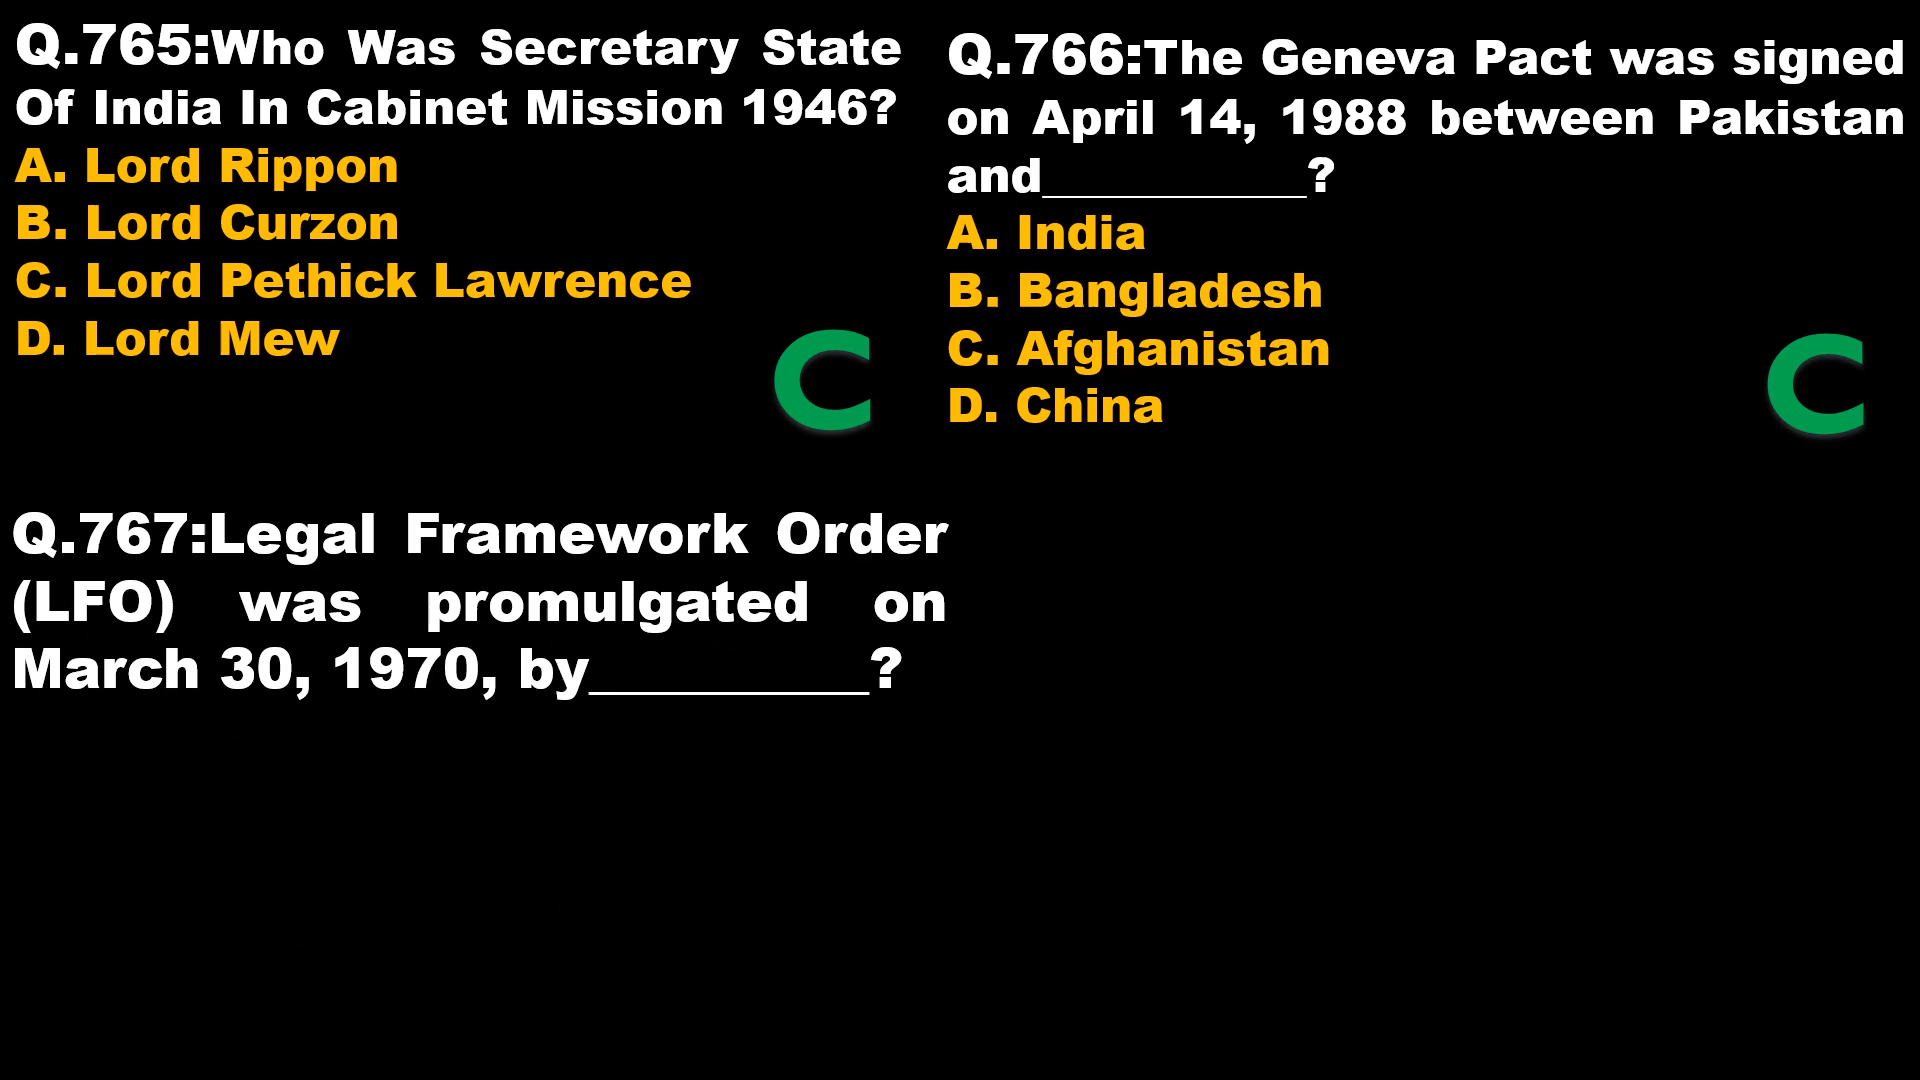 Q.765:Who Was Secretary State
Of India In Cabinet Mission 1946?
A. Lord Rippon
B. Lord Curzon
C. Lord Pethick Lawrence
D. Lord Mew
C
Q.766:The Geneva Pact was signed
on April 14, 1988 between Pakistan
and___________?
A. India
B. Bangladesh
C. Afghanistan
D. China
C
Q.767:Legal Framework Order
(LFO) was promulgated on
March 30, 1970, by__________?